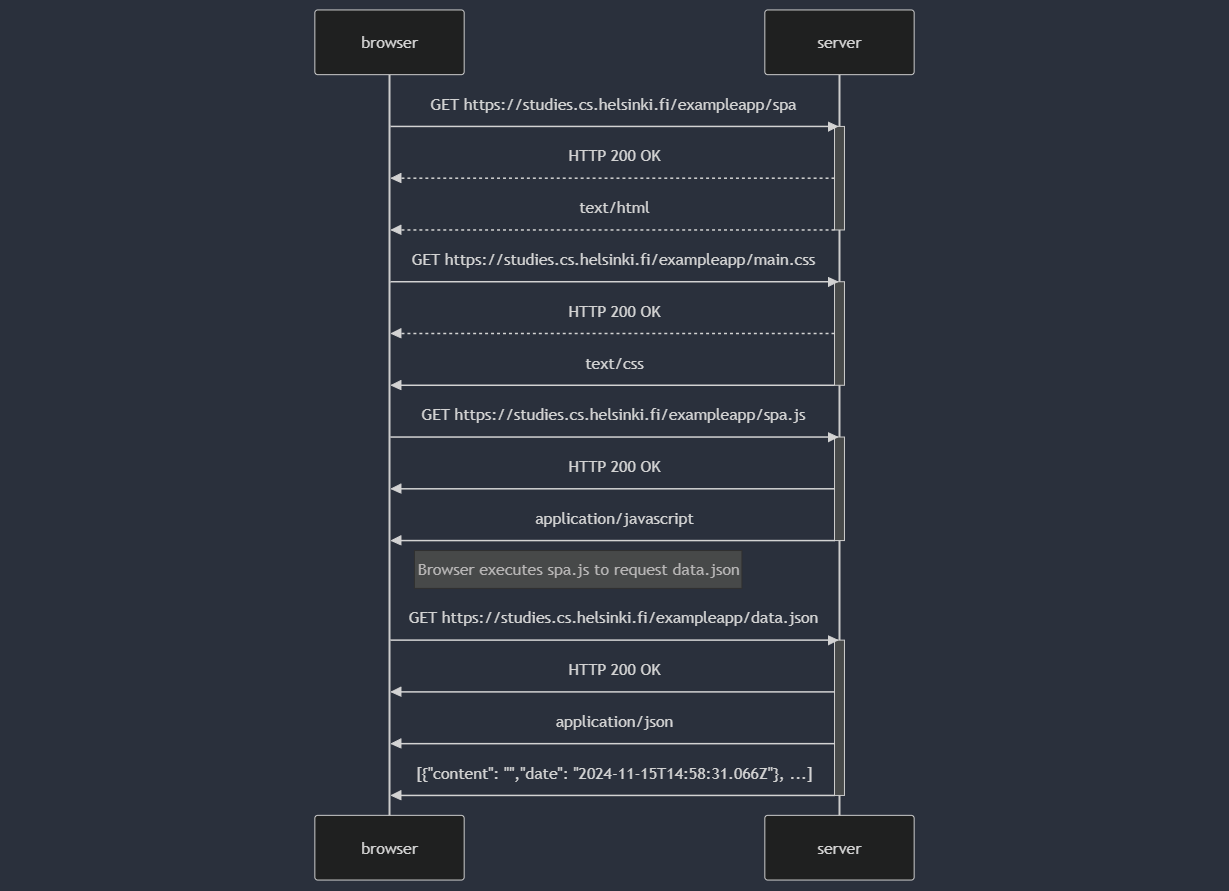 browser
server
GET https://studies.cs.helsinki.fi/exampleapp/spa
HTTP 200 OK
text/html
GET https://studies.cs.helsinki.fi/exampleapp/main.css
HTTP 200 OK
text/css
GET https://studies.cs.helsinki.fi/exampleapp/spa.js
HTTP 200 OK
application/javascript
Browser executes spa.js to request data.json
GET https://studies.cs.helsinki.fi/exampleapp/data.json
HTTP 200 OK
application/json
[{"content": "","date": "2024-11-15T14:58:31.066Z"}, ...]
browser
server